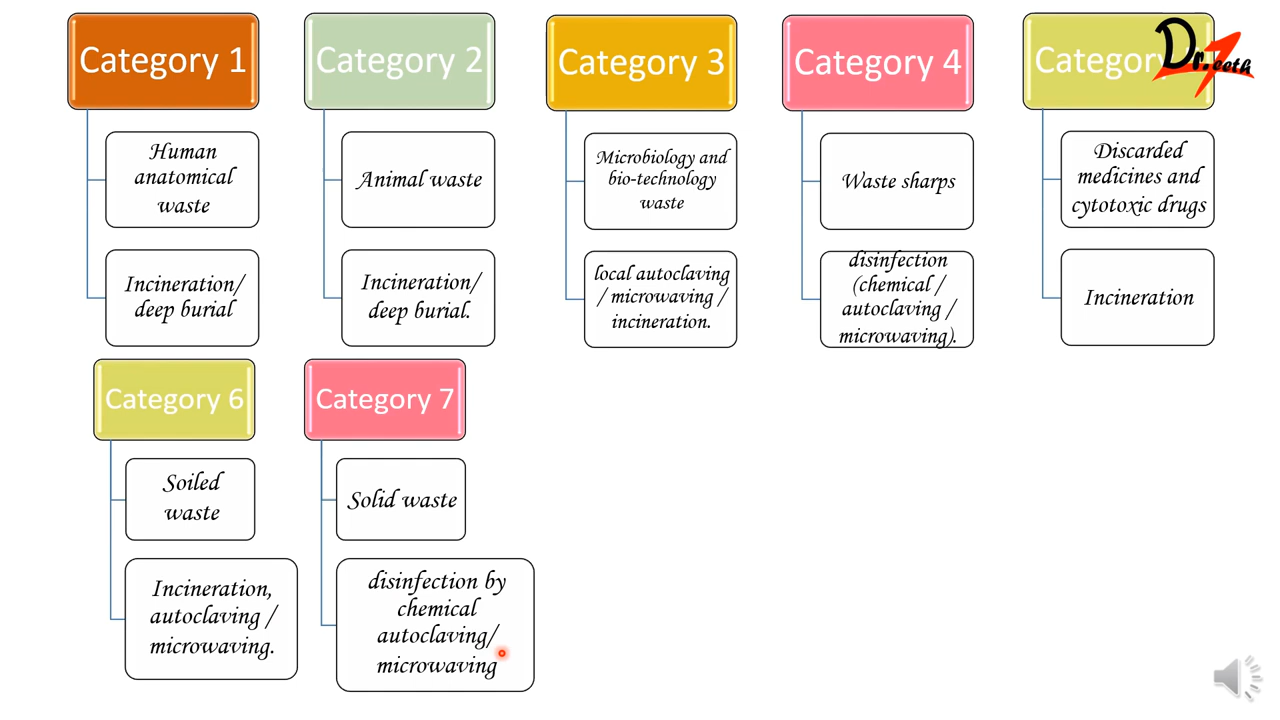 Category 1
Human
anatomical
waste
Incineration/
deep burial
Category 2
Animal waste
Incineration/
deep burial.
Category 3
Microbiology and
bio-technology
waste
local autoclaving
/ microwaving /
incineration.
Category 4
Waste sharps
disinfection
(chemical /
autoclaving /
microwaving).
Category
Discarded
medicines and
cytotoxic drugs
Incineration
Category 6
Soiled
waste
Incineration,
autoclaving /
microwaving.
Category 7
Solid waste
disinfection by
chemical
autoclaving/
microwaving